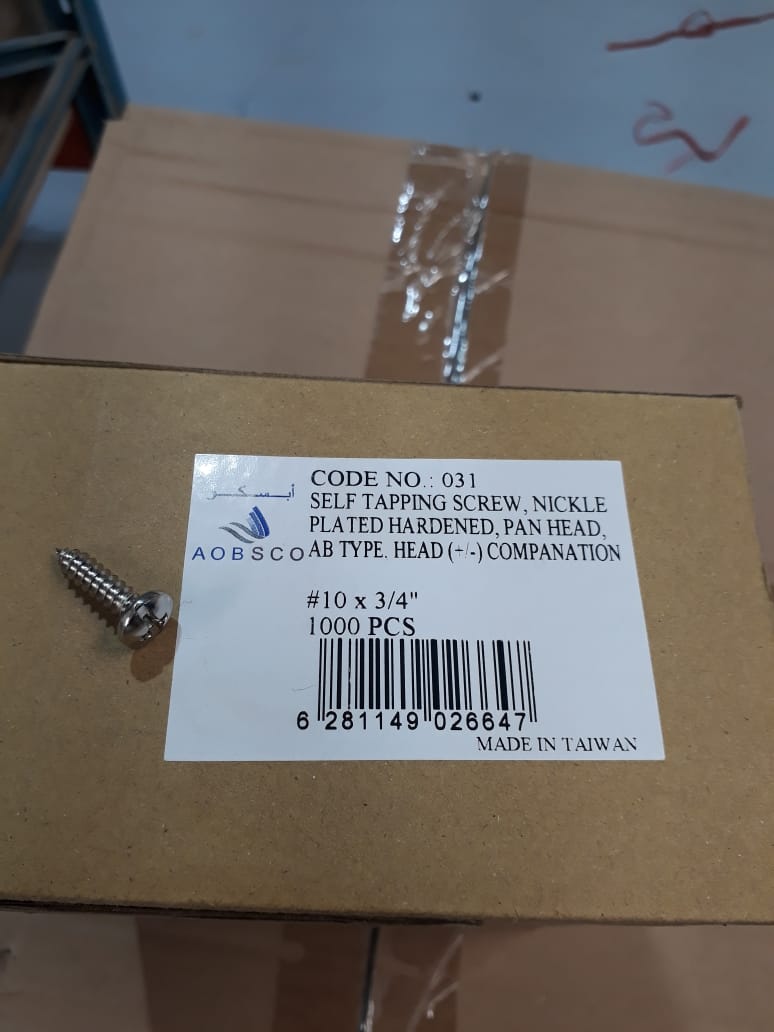 CODE NO.: 031
SELF TAPPING SCREW, NICKLE
PLATED HARDENED, PAN HEAD,
AB TYPE. HEAD (+/-) COMPANATION
أبسكو
AOBSCO
#10 x 3/4"
1000 PCS
6 281149 026647
MADE IN TAIWAN